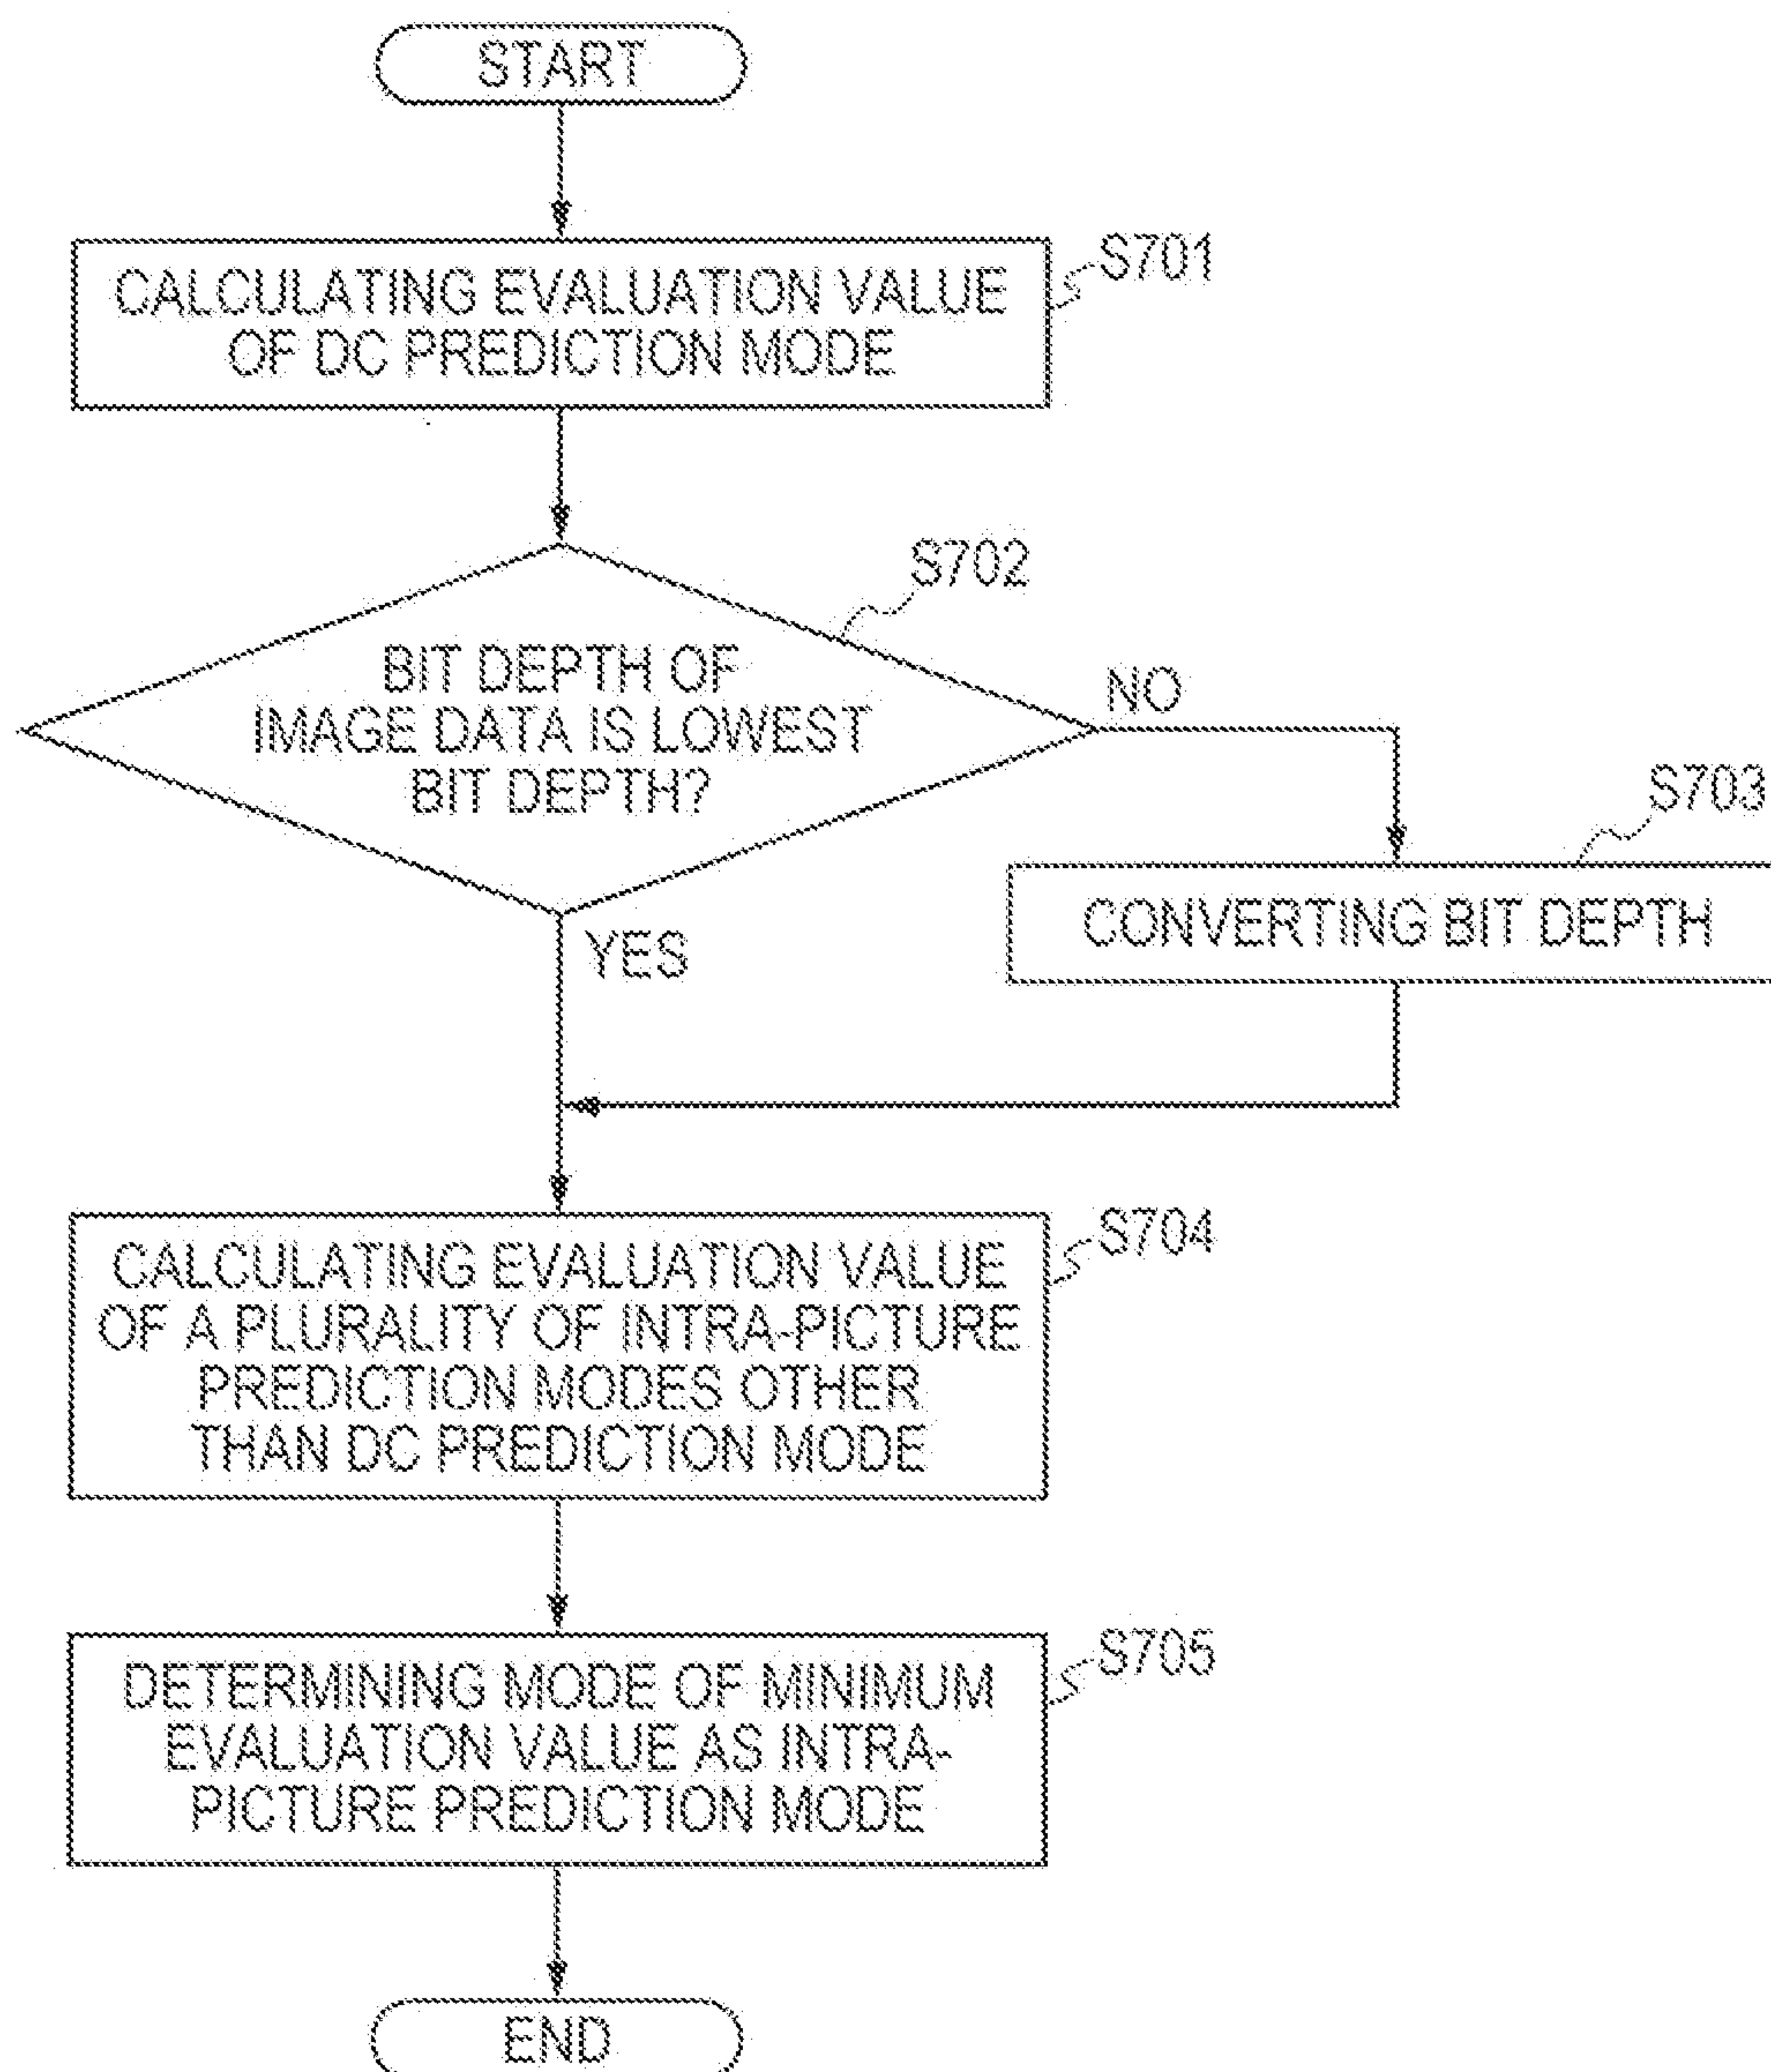 START
CALCULATING EVALUATION VALUE
OF DC PREDICTION MODE
S701
S702
BIT DEPTH OF
IMAGE DATA IS LOWEST
BIT DEPTH?
NO
YES
S703
CONVERTING BIT DEPTH
CALCULATING EVALUATION VALUE
OF A PLURALITY OF INTRA-PICTURE
PREDICTION MODES OTHER
THAN DC PREDICTION MODE
S704
DETERMINING MODE OF MINIMUM
EVALUATION VALUE AS INTRA-
PICTURE PREDICTION MODE
S705
END